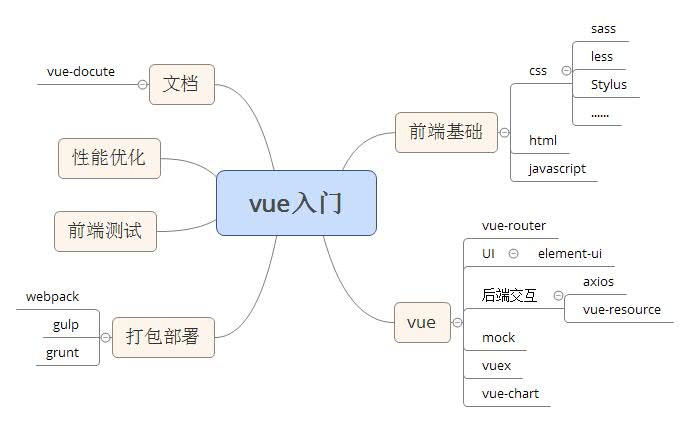 vue入门
前端基础
css
sass
less
Stylus
......
html
javascript
vue
vue-router
UI
element-ui
后端交互
axios
vue-resource
mock
vuex
vue-chart
文档
vue-docute
性能优化
前端测试
打包部署
webpack
gulp
grunt